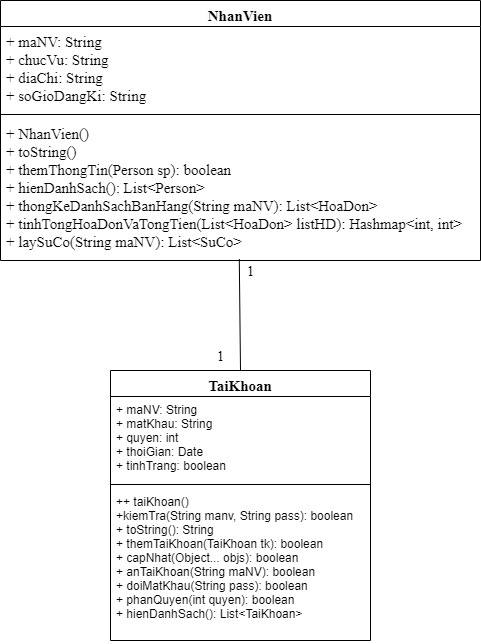 NhanVien
+ maNV: String
+ chucVu: String
+ diaChi: String
+ soGioDangKi: String
+ NhanVien()
+ toString()
+ themThongTin(Person sp): boolean
+ hienDanhSach(): List<Person>
+ thongKeDanhSachBanHang(String maNV): List<HoaDon>
+ tinhTongHoaDonVaTongTien(List<HoaDon> listHD): Hashmap<int, int>
+ laySuCo(String maNV): List<SuCo>
1
1
TaiKhoan
+ maNV: String
+ matKhau: String
+ quyen: int
+ thoiGian: Date
+ tinhTrang: boolean
++ taiKhoan()
+kiemTra(String manv, String pass): boolean
+ toString(): String
+ themTaiKhoan(TaiKhoan tk): boolean
+ capNhat(Object... objs): boolean
+ anTaiKhoan(String maNV): boolean
+ doiMatKhau(String pass): boolean
+ phanQuyen(int quyen): boolean
+ hienDanhSach(): List<TaiKhoan>